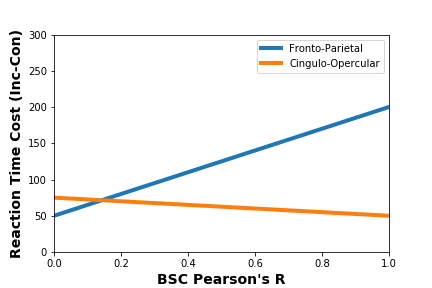 Reaction Time Cost (Inc-Con)
300
250
200
150
100
50
0
Fronto-Parietal
Cingulo-Opercular
0.0 0.2 0.4 0.6 0.8 1.0
BSC Pearson's R